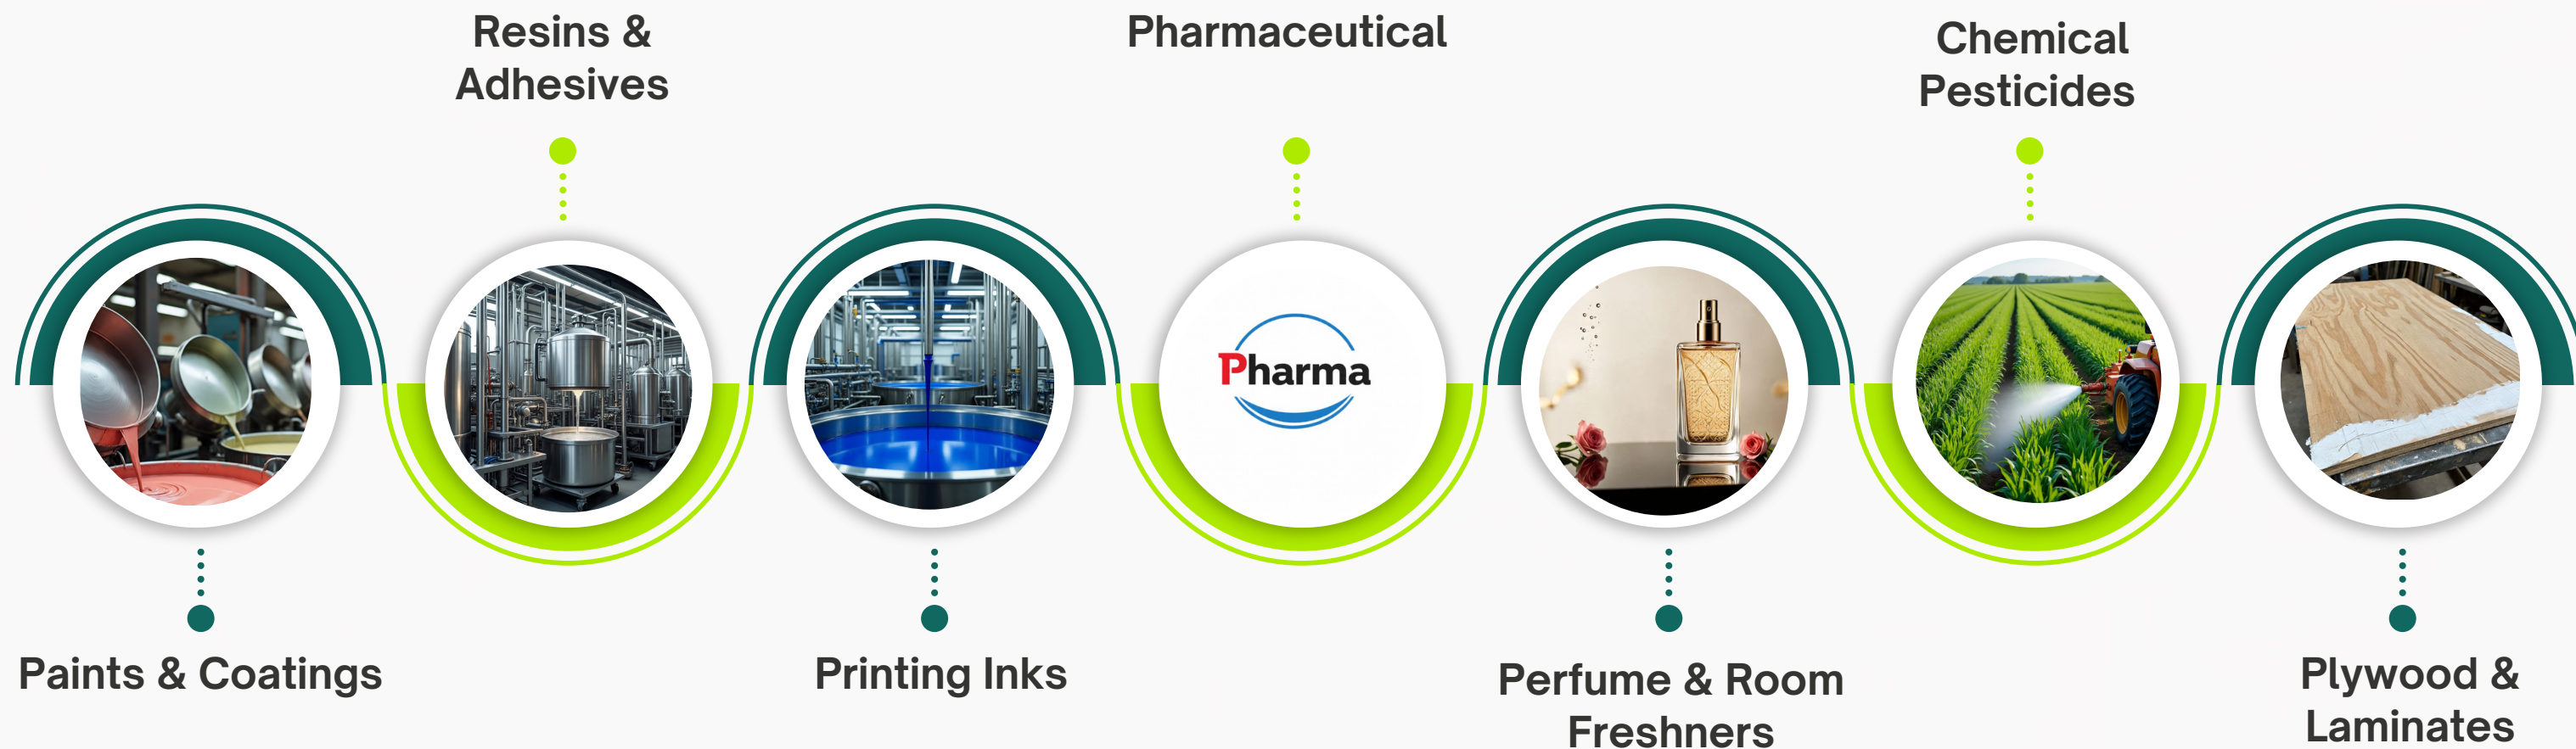 Resins &
Adhesives
Pharmaceutical
Chemical
Pesticides
Pharma
Paints & Coatings
Printing Inks
Perfume & Room
Freshners
Plywood &
Laminates